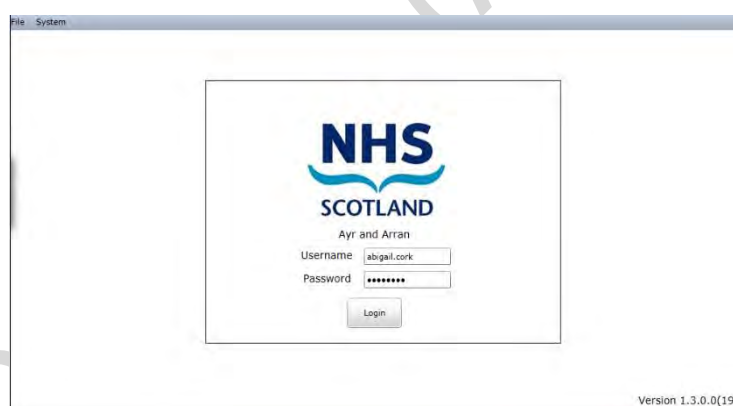 File System
NHS
SCOTLAND
Ayr and Arran
Username abigail.cork
Password ••••••••
Login
Version 1.3.0.0(19